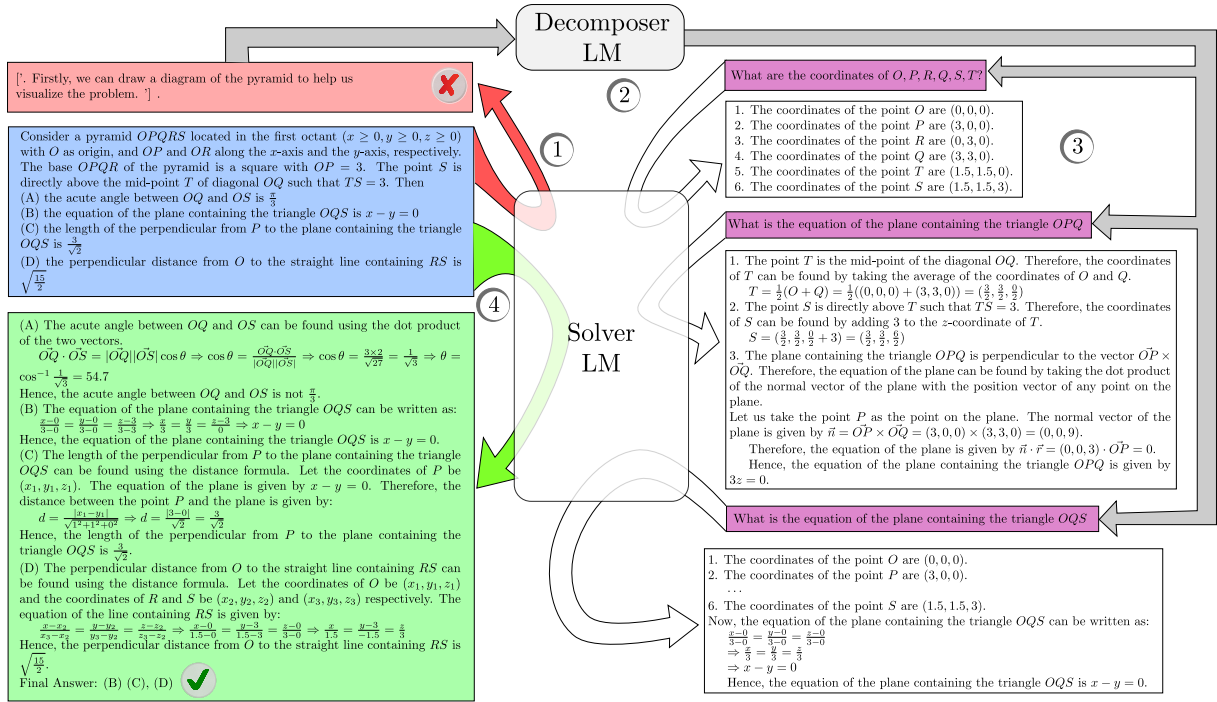 Decomposer
LM
['. Firstly, we can draw a diagram of the pyramid to help us
visualize the problem. '] .
1
2
3
4
Consider a pyramid OPQRS located in the first octant (x ≥ 0, y ≥ 0, z ≥ 0)
with O as origin, and OP and OR along the x-axis and the y-axis, respectively.
The base OPQR of the pyramid is a square with OP = 3. The point S is
directly above the mid-point T of diagonal OQ such that TS = 3. Then
(A) the acute angle between OQ and OS is π/3
(B) the equation of the plane containing the triangle OQS is x − y = 0
(C) the length of the perpendicular from P to the plane containing the triangle
OQS is 3/√2
(D) the perpendicular distance from O to the straight line containing RS is
√(15/2)
Solver
LM
(A) The acute angle between OQ and OS can be found using the dot product
of the two vectors.
O⃗Q · O⃗S = |O⃗Q||O⃗S| cos θ ⇒ cos θ = O⃗Q·O⃗S/|O⃗Q||O⃗S| ⇒ cos θ = 3×2/√27 = 1/√3 ⇒ θ =
cos⁻¹ 1/√3 = 54.7
Hence, the acute angle between OQ and OS is not π/3.
(B) The equation of the plane containing the triangle OQS can be written as:
x−0/3−0 = y−0/3−0 = z−3/3−3 ⇒ x/3 = y/3 = z−3/0 ⇒ x − y = 0
Hence, the equation of the plane containing the triangle OQS is x − y = 0.
(C) The length of the perpendicular from P to the plane containing the triangle
OQS can be found using the distance formula. Let the coordinates of P be
(x₁, y₁, z₁). The equation of the plane is given by x − y = 0. Therefore, the
distance between the point P and the plane is given by:
d = |x₁−y₁|/√(1²+1²+0²) ⇒ d = |3−0|/√2 = 3/√2
Hence, the length of the perpendicular from P to the plane containing the
triangle OQS is 3/√2.
(D) The perpendicular distance from O to the straight line containing RS can
be found using the distance formula. Let the coordinates of O be (x₁, y₁, z₁)
and the coordinates of R and S be (x₂, y₂, z₂) and (x₃, y₃, z₃) respectively. The
equation of the line containing RS is given by:
x−x₂/x₃−x₂ = y−y₂/y₃−y₂ = z−z₂/z₃−z₂ ⇒ x−0/1.5−0 = y−3/1.5−3 = z−0/3−0 ⇒ x/1.5 = y−3/−1.5 = z/3
Hence, the perpendicular distance from O to the straight line containing RS is
√(15/2).
Final Answer: (B) (C), (D)
What are the coordinates of O, P, R, Q, S, T?
1. The coordinates of the point O are (0, 0, 0).
2. The coordinates of the point P are (3, 0, 0).
3. The coordinates of the point R are (0, 3, 0).
4. The coordinates of the point Q are (3, 3, 0).
5. The coordinates of the point T are (1.5, 1.5, 0).
6. The coordinates of the point S are (1.5, 1.5, 3).
What is the equation of the plane containing the triangle OPQ
1. The point T is the mid-point of the diagonal OQ. Therefore, the coordinates
of T can be found by taking the average of the coordinates of O and Q.
T = 1/2(O + Q) = 1/2((0, 0, 0) + (3, 3, 0)) = (3/2, 3/2, 0/2)
2. The point S is directly above T such that TS = 3. Therefore, the coordinates
of S can be found by adding 3 to the z-coordinate of T.
S = (3/2, 3/2, 0/2 + 3) = (3/2, 3/2, 6/2)
3. The plane containing the triangle OPQ is perpendicular to the vector O⃗P ×
O⃗Q. Therefore, the equation of the plane can be found by taking the dot product
of the normal vector of the plane with the position vector of any point on the
plane.
Let us take the point P as the point on the plane. The normal vector of the
plane is given by n⃗ = O⃗P × O⃗Q = (3, 0, 0) × (3, 3, 0) = (0, 0, 9).
Therefore, the equation of the plane is given by n⃗ · r⃗ = (0, 0, 3) · O⃗P = 0.
Hence, the equation of the plane containing the triangle OPQ is given by
3z = 0.
What is the equation of the plane containing the triangle OQS
1. The coordinates of the point O are (0, 0, 0).
2. The coordinates of the point P are (3, 0, 0).
...
6. The coordinates of the point S are (1.5, 1.5, 3).
Now, the equation of the plane containing the triangle OQS can be written as:
x−0/3−0 = y−0/3−0 = z−0/3−0
⇒ x/3 = y/3 = z/3
⇒ x − y = 0
Hence, the equation of the plane containing the triangle OQS is x − y = 0.